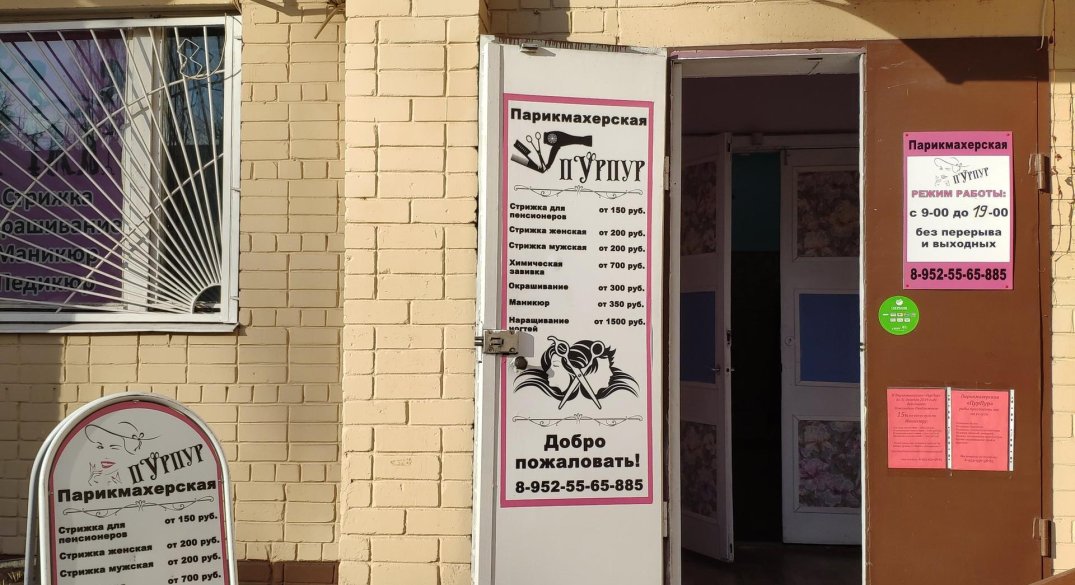 Стрижка
Маникюр
Педикюр
Парикмахерская
ПУРПУР
Стрижка для
пенсионеров от 150 руб.
Стрижка женская от 200 руб.
Стрижка мужская от 200 руб.
Химическая
завивка от 700 руб.
Окрашивание от 300 руб.
Маникюр от 350 руб.
Наращивание
ногтей от 1500 руб.
Добро
пожаловать!
8-952-55-65-885
Парикмахерская
ПУРПУР
РЕЖИМ РАБОТЫ:
с 9-00 до 19-00
без перерыва
и выходных
8-952-55-65-885
Парикмахерская
«ПурПур»
ПУРПУР
Парикмахерская
Стрижка для
пенсионеров от 150 руб.
Стрижка женская от 200 руб.
Стрижка мужская от 200 руб.
от 700 руб.